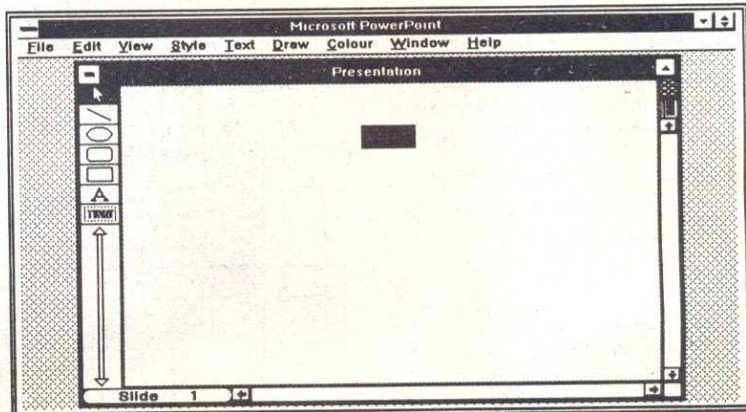 Microsoft PowerPoint
File Edit View Style Text Draw Colour Window Help
Presentation
A
Slide 1